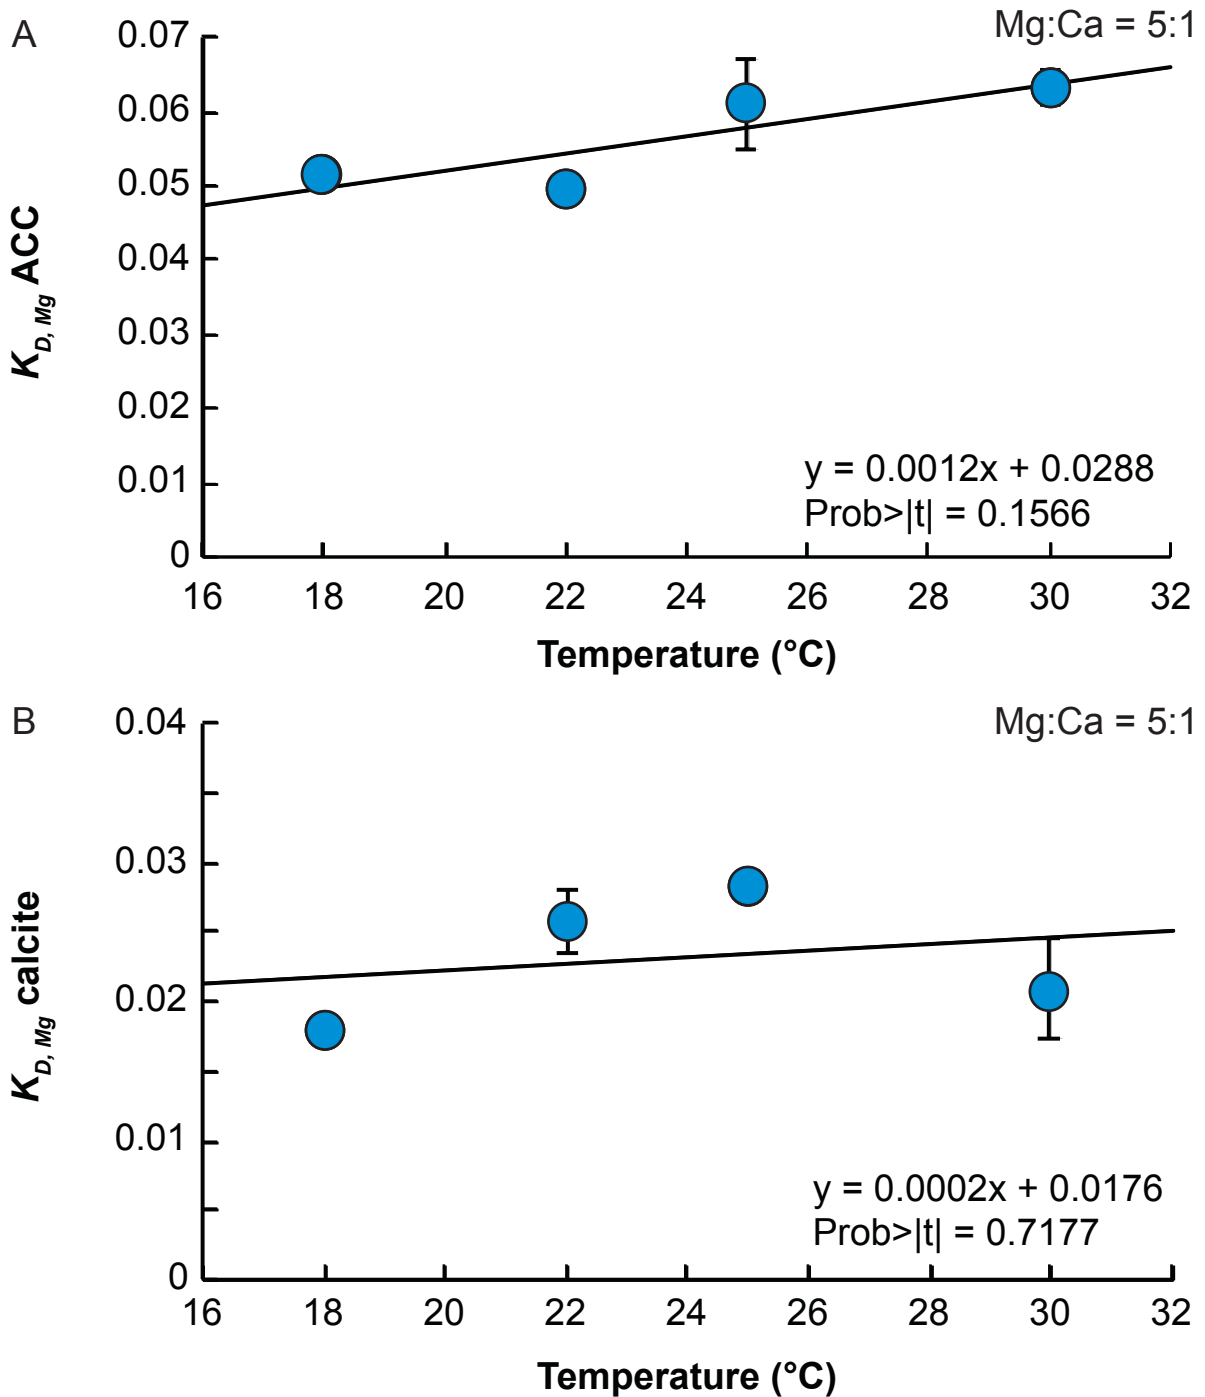 A
Mg:Ca = 5:1
0.07
0.06
0.05
0.04
0.03
0.02
0.01
0
K D, Mg ACC
y = 0.0012x + 0.0288
Prob>|t| = 0.1566
16 18 20 22 24 26 28 30 32
Temperature (°C)
B
Mg:Ca = 5:1
0.04
0.03
0.02
0.01
0
K D, Mg calcite
y = 0.0002x + 0.0176
Prob>|t| = 0.7177
16 18 20 22 24 26 28 30 32
Temperature (°C)